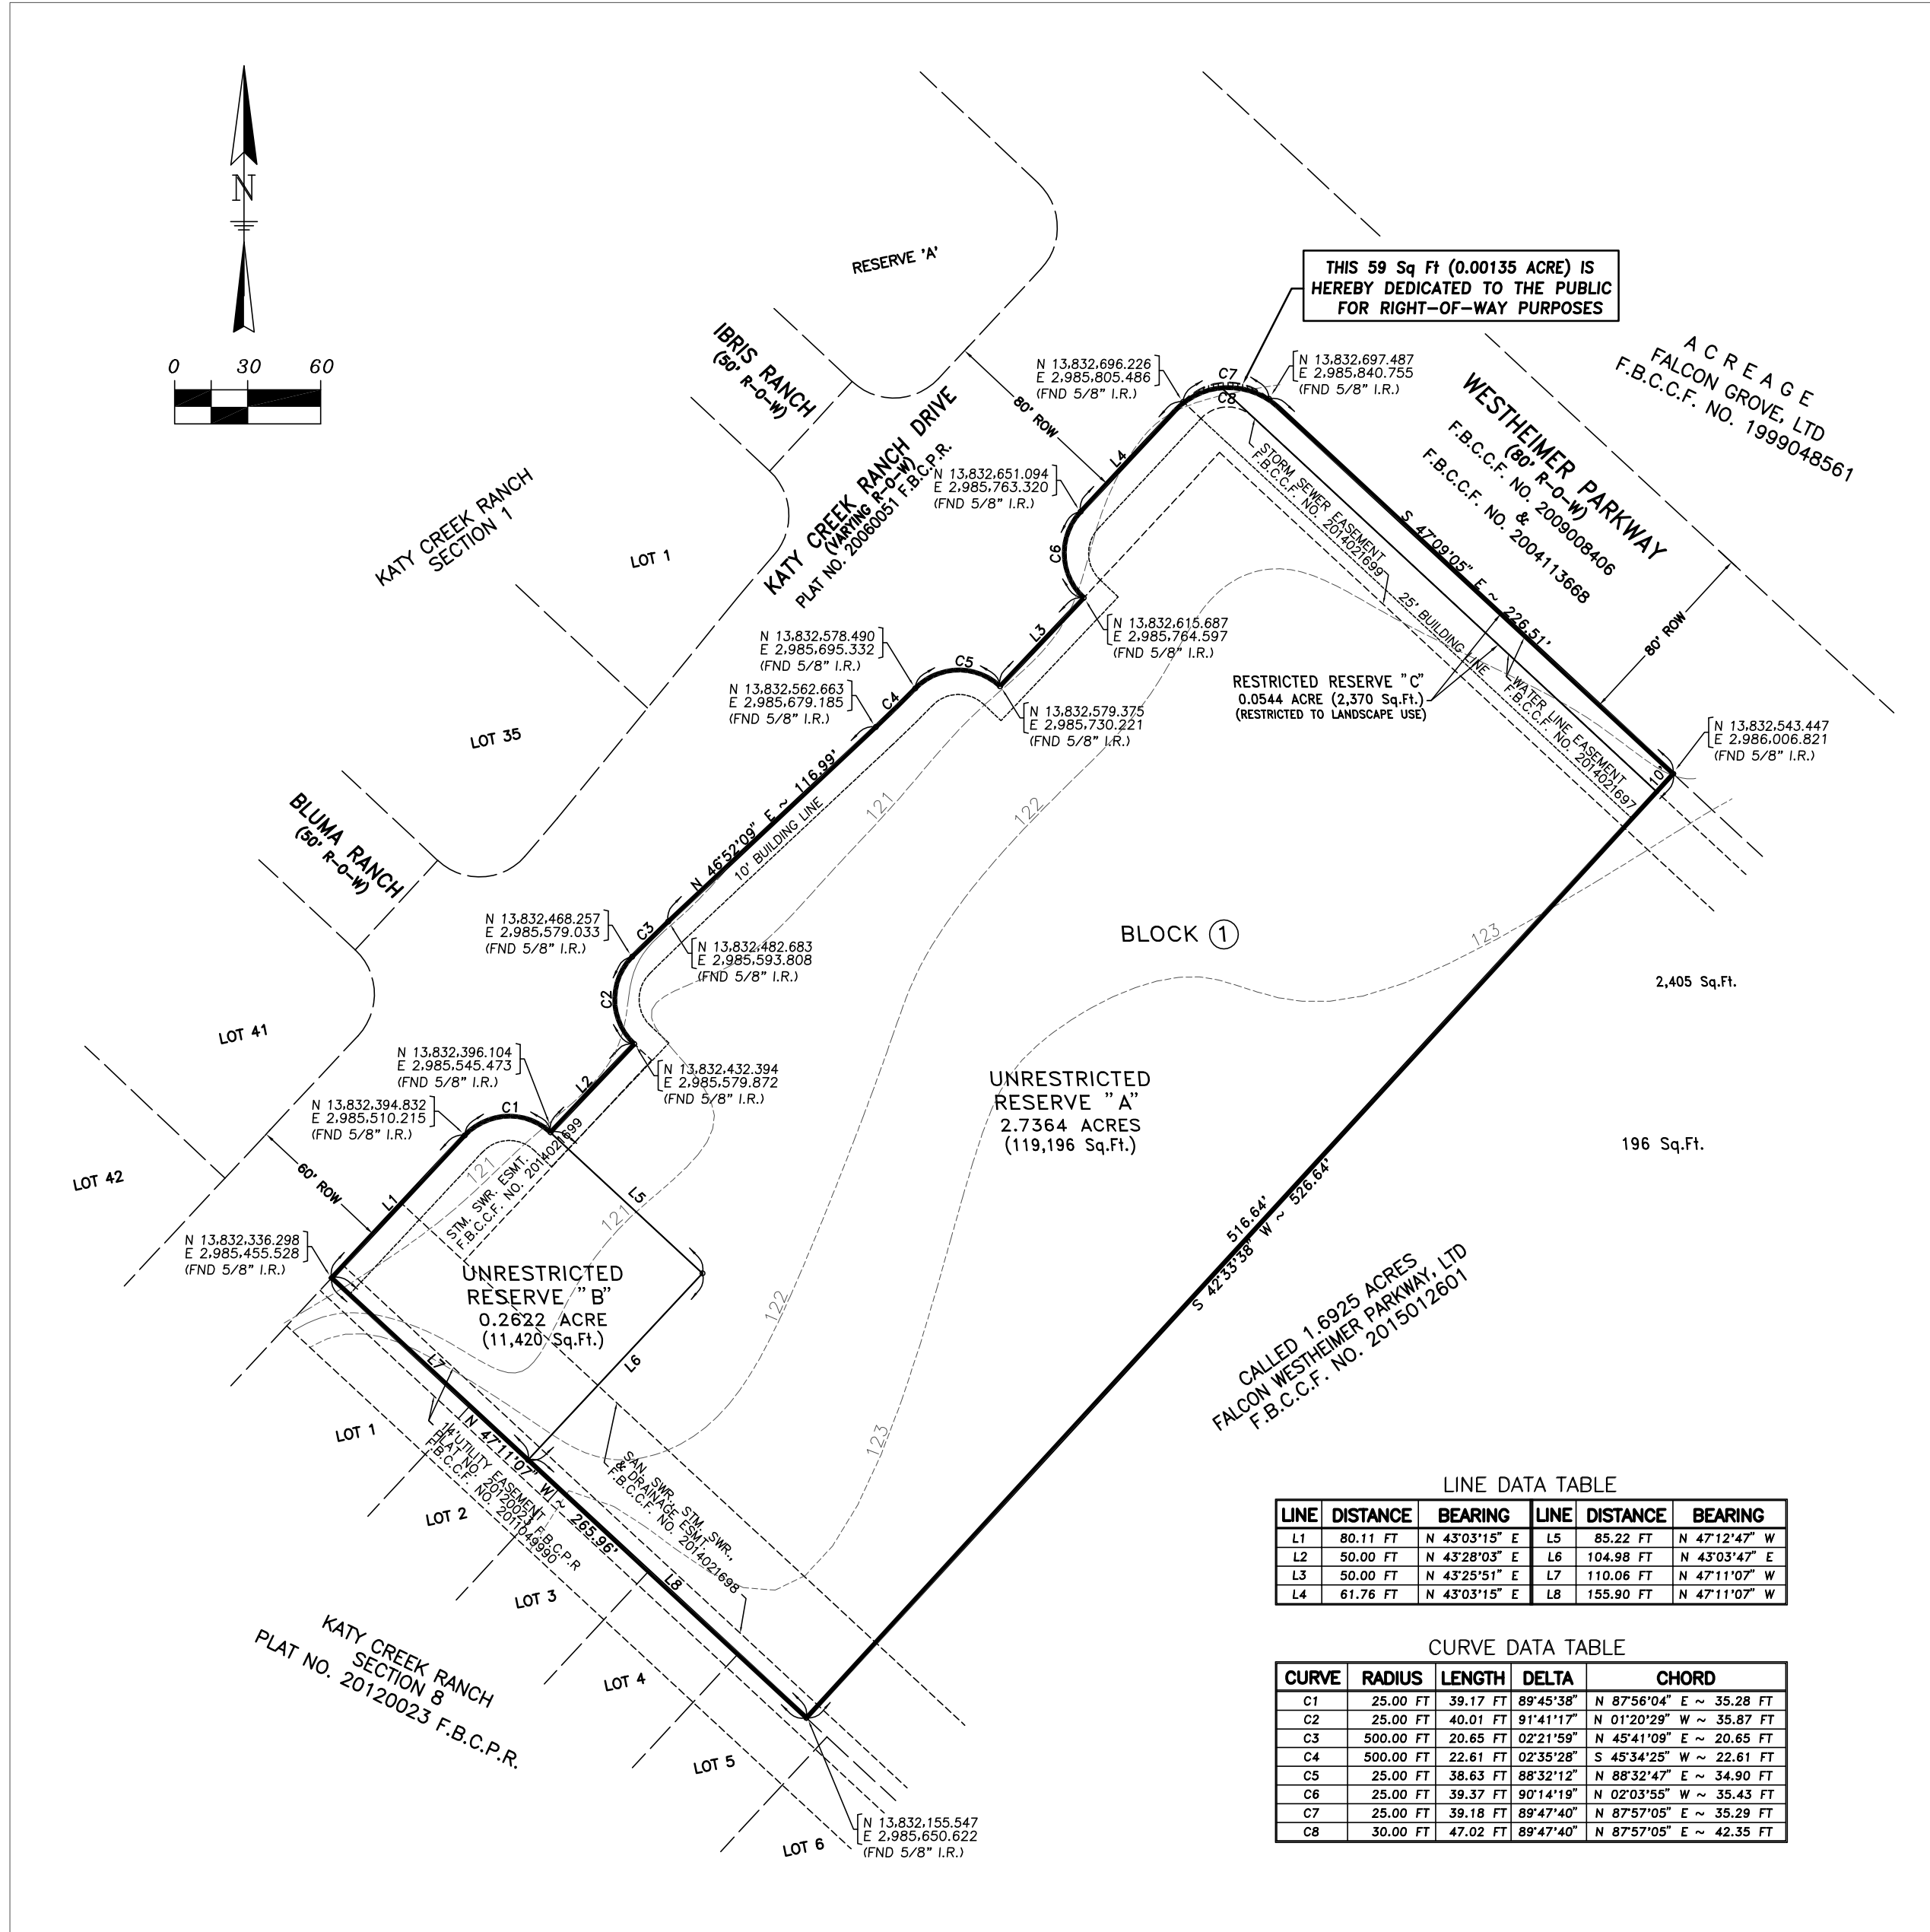 N
0 30 60
RESERVE 'A'
IBRIS RANCH
(50' R-O-W)
THIS 59 Sq Ft (0.00135 ACRE) IS
HEREBY DEDICATED TO THE PUBLIC
FOR RIGHT-OF-WAY PURPOSES
A C R E A G E
FALCON GROVE, LTD
F.B.C.C.F. NO. 1999048561
WESTHEIMER PARKWAY
(80' R-O-W)
F.B.C.C.F. NO. 2009008406
&
F.B.C.C.F. NO. 2004113668
80' ROW
N 13,832,696.226
E 2,985,805.486
(FND 5/8" I.R.)
C7
C8
N 13,832,697.487
E 2,985,840.755
(FND 5/8" I.R.)
80' ROW
L4
KATY CREEK RANCH DRIVE
(VARYING R-O-W)
PLAT NO. 20060051 F.B.C.P.R.
N 13,832,651.094
E 2,985,763.320
(FND 5/8" I.R.)
STORM SEWER EASEMENT
F.B.C.C.F. NO. 2014021699
S 47°09'05" E ~ 226.51'
25' BUILDING LINE
C6
KATY CREEK RANCH
SECTION 1
LOT 1
L3
N 13,832,615.687
E 2,985,764.597
(FND 5/8" I.R.)
N 13,832,578.490
E 2,985,695.332
(FND 5/8" I.R.)
C5
N 13,832,562.663
E 2,985,679.185
(FND 5/8" I.R.)
C4
RESTRICTED RESERVE "C"
0.0544 ACRE (2,370 Sq.Ft.)
(RESTRICTED TO LANDSCAPE USE)
WATER LINE EASEMENT
F.B.C.C.F. NO. 2014021697
10'
N 13,832,579.375
E 2,985,730.221
(FND 5/8" I.R.)
N 13,832,543.447
E 2,986,006.821
(FND 5/8" I.R.)
LOT 35
BLUMA RANCH
(50' R-O-W)
N 46°52'09" E ~ 116.99'
10' BUILDING LINE
121
122
N 13,832,468.257
E 2,985,579.033
(FND 5/8" I.R.)
C3
N 13,832,482.683
E 2,985,593.808
(FND 5/8" I.R.)
BLOCK 1
123
2,405 Sq.Ft.
C2
LOT 41
N 13,832,396.104
E 2,985,545.473
(FND 5/8" I.R.)
L2
N 13,832,432.394
E 2,985,579.872
(FND 5/8" I.R.)
UNRESTRICTED
RESERVE "A"
2.7364 ACRES
(119,196 Sq.Ft.)
196 Sq.Ft.
N 13,832,394.832
E 2,985,510.215
(FND 5/8" I.R.)
C1
LOT 42
60' ROW
L1
121
STM. SWR. ESMT.
F.B.C.C.F. NO. 2014021699
L5
121
N 13,832,336.298
E 2,985,455.528
(FND 5/8" I.R.)
UNRESTRICTED
RESERVE "B"
0.2622 ACRE
(11,420 Sq.Ft.)
L6
122
516.64'
S 42°33'38" W ~ 526.64'
CALLED 1.6925 ACRES
FALCON WESTHEIMER PARKWAY, LTD
F.B.C.C.F. NO. 2015012601
L7
LOT 1
N 47°11'07" W ~ 265.96'
14' UTILITY EASEMENT
PLAT NO. 20120023 F.B.C.P.R
F.B.C.C.F. NO. 2011049990
SAN. SWR., STM. SWR.,
& DRAINAGE ESMT.
F.B.C.C.F. NO. 2014021698
123
LOT 2
L8
LOT 3
KATY CREEK RANCH
SECTION 8
PLAT NO. 20120023 F.B.C.P.R.
LOT 4
LOT 5
LOT 6
N 13,832,155.547
E 2,985,650.622
(FND 5/8" I.R.)
LINE DATA TABLE
LINE DISTANCE BEARING LINE DISTANCE BEARING
L1 80.11 FT N 43°03'15" E L5 85.22 FT N 47°12'47" W
L2 50.00 FT N 43°28'03" E L6 104.98 FT N 43°03'47" E
L3 50.00 FT N 43°25'51" E L7 110.06 FT N 47°11'07" W
L4 61.76 FT N 43°03'15" E L8 155.90 FT N 47°11'07" W
CURVE DATA TABLE
CURVE RADIUS LENGTH DELTA CHORD
C1 25.00 FT 39.17 FT 89°45'38" N 87°56'04" E ~ 35.28 FT
C2 25.00 FT 40.01 FT 91°41'17" N 01°20'29" W ~ 35.87 FT
C3 500.00 FT 20.65 FT 02°21'59" N 45°41'09" E ~ 20.65 FT
C4 500.00 FT 22.61 FT 02°35'28" S 45°34'25" W ~ 22.61 FT
C5 25.00 FT 38.63 FT 88°32'12" N 88°32'47" E ~ 34.90 FT
C6 25.00 FT 39.37 FT 90°14'19" N 02°03'55" W ~ 35.43 FT
C7 25.00 FT 39.18 FT 89°47'40" N 87°57'05" E ~ 35.29 FT
C8 30.00 FT 47.02 FT 89°47'40" N 87°57'05" E ~ 42.35 FT